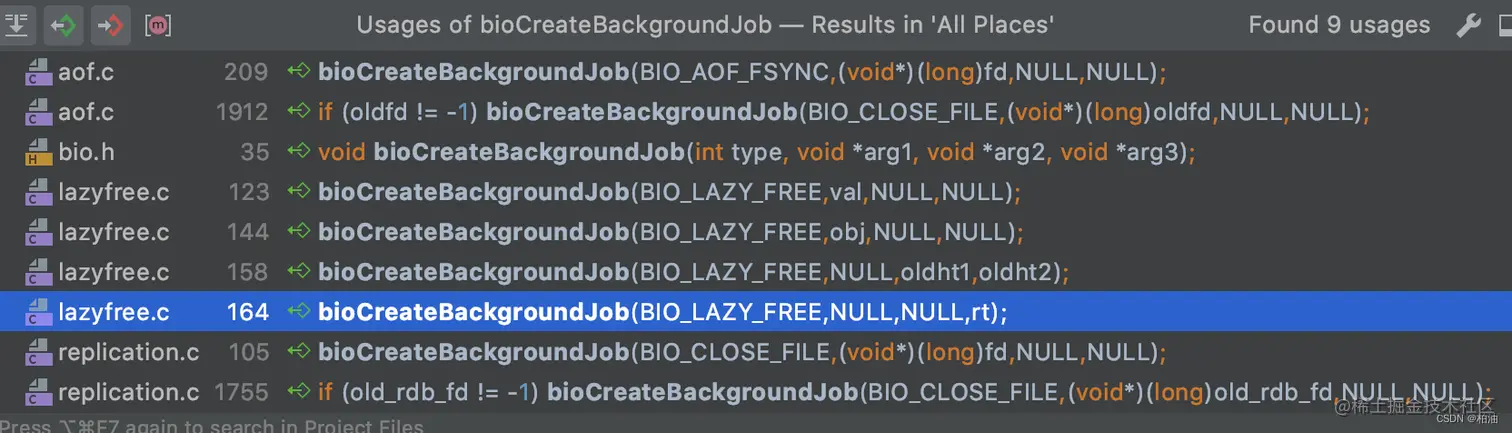 Usages of bioCreateBackgroundJob — Results in 'All Places' Found 9 usages
aof.c 209 bioCreateBackgroundJob(BIO_AOF_FSYNC,(void*)(long)fd,NULL,NULL);
aof.c 1912 if (oldfd != -1) bioCreateBackgroundJob(BIO_CLOSE_FILE,(void*)(long)oldfd,NULL,NULL);
bio.h 35 void bioCreateBackgroundJob(int type, void *arg1, void *arg2, void *arg3);
lazyfree.c 123 bioCreateBackgroundJob(BIO_LAZY_FREE,val,NULL,NULL);
lazyfree.c 144 bioCreateBackgroundJob(BIO_LAZY_FREE,obj,NULL,NULL);
lazyfree.c 158 bioCreateBackgroundJob(BIO_LAZY_FREE,NULL,oldht1,oldht2);
lazyfree.c 164 bioCreateBackgroundJob(BIO_LAZY_FREE,NULL,NULL,rt);
replication.c 105 bioCreateBackgroundJob(BIO_CLOSE_FILE,(void*)(long)fd,NULL,NULL);
replication.c 1755 if (old_rdb_fd != -1) bioCreateBackgroundJob(BIO_CLOSE_FILE,(void*)(long)old_rdb_fd,NULL,NULL);
@稀土掘金技术社区
CSDN @柏油
Press ⌥⌘F7 again to search in Project Files